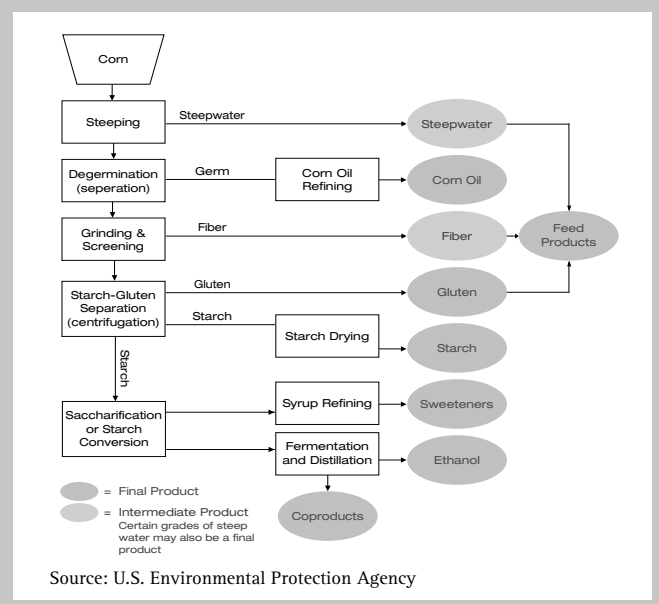 Corn
Steeping
Steepwater
Steepwater
Degermination
(seperation)
Germ
Corn Oil
Refining
Corn Oil
Grinding &
Screening
Fiber
Fiber
Feed
Products
Starch-Gluten
Separation
(centrifugation)
Gluten
Gluten
Starch
Starch Drying
Starch
Starch
Saccharification
or Starch
Conversion
Syrup Refining
Sweeteners
Fermentation
and Distillation
Ethanol
Coproducts
= Final Product
= Intermediate Product
Certain grades of steep
water may also be a final
product
Source: U.S. Environmental Protection Agency